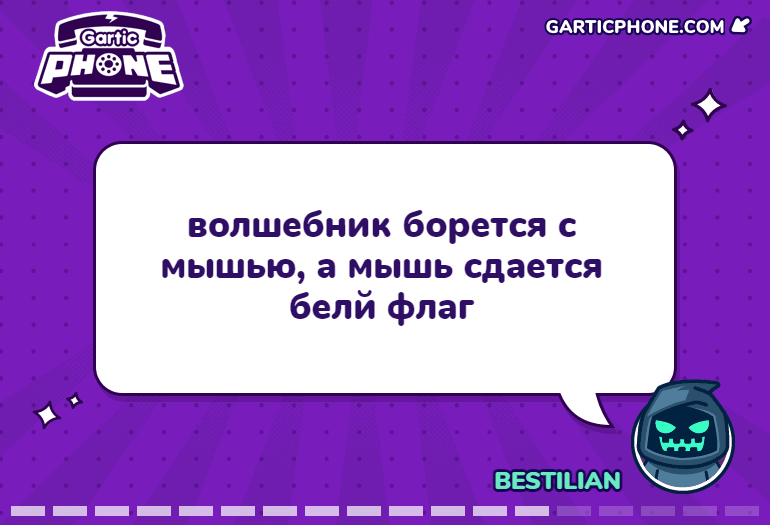 Gartic
PHONE
GARTICPHONE.COM
волшебник борется с
мышью, а мышь сдается
белй флаг
BESTILIAN